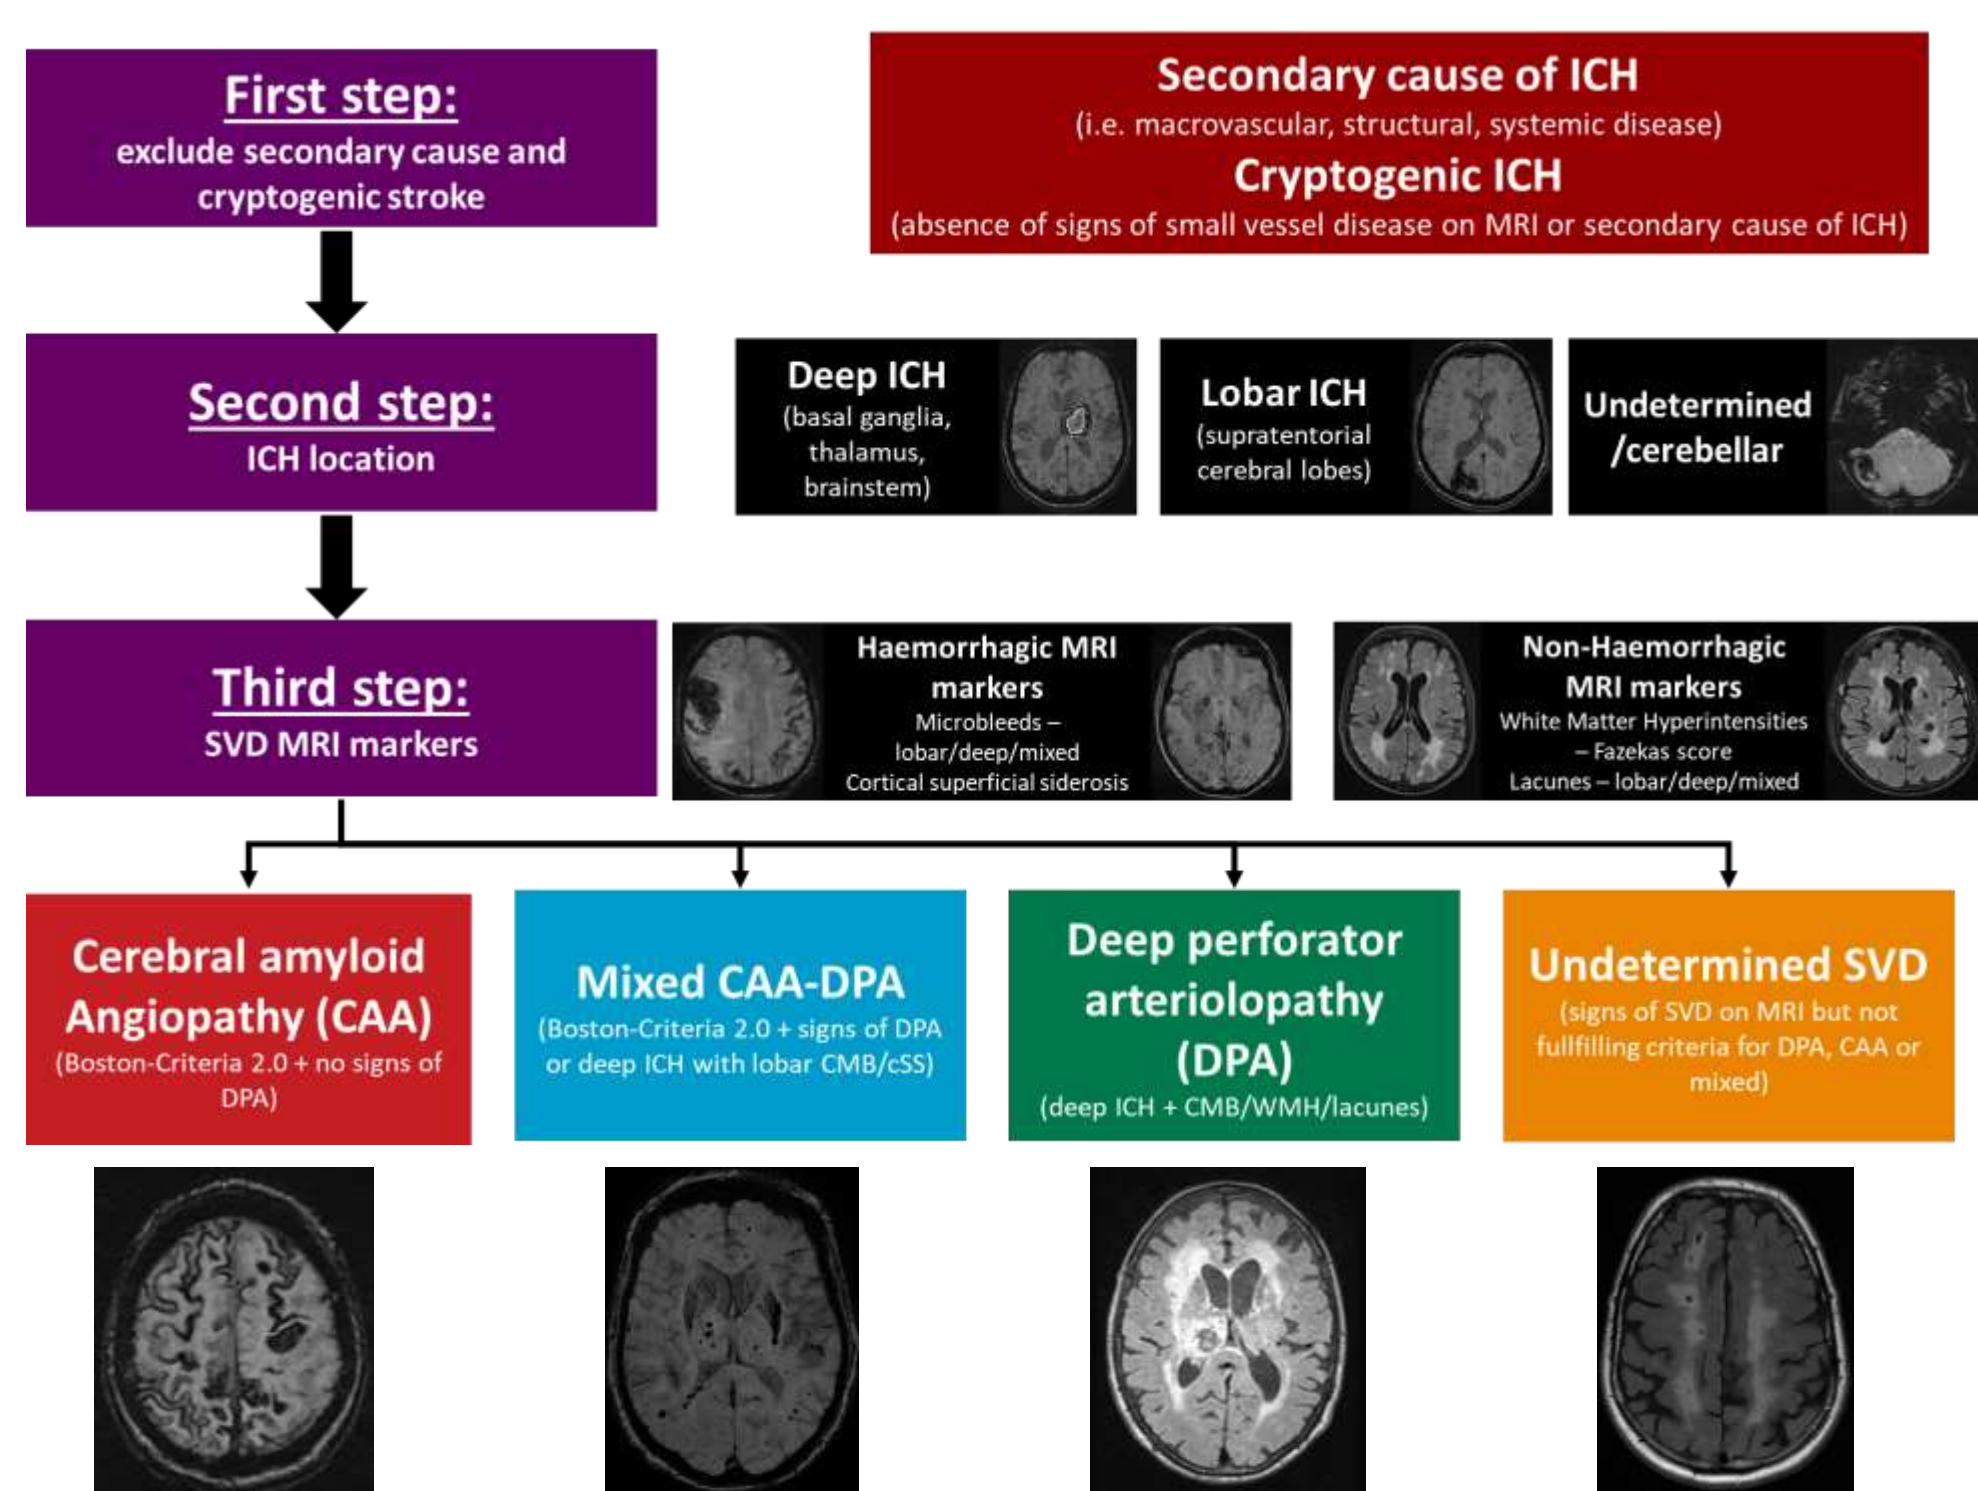 First step:
exclude secondary cause and
cryptogenic stroke
Secondary cause of ICH
(i.e. macrovascular, structural, systemic disease)
Cryptogenic ICH
(absence of signs of small vessel disease on MRI or secondary cause of ICH)
Second step:
ICH location
Deep ICH
(basal ganglia,
thalamus,
brainstem)
Lobar ICH
(supratentorial
cerebral lobes)
Undetermined
/cerebellar
Third step:
SVD MRI markers
Haemorrhagic MRI
markers
Microbleeds –
lobar/deep/mixed
Cortical superficial siderosis
Non-Haemorrhagic
MRI markers
White Matter Hyperintensities
– Fazekas score
Lacunes – lobar/deep/mixed
Cerebral amyloid
Angiopathy (CAA)
(Boston-Criteria 2.0 + no signs of
DPA)
Mixed CAA-DPA
(Boston-Criteria 2.0 + signs of DPA
or deep ICH with lobar CMB/cSS)
Deep perforator
arteriolopathy
(DPA)
(deep ICH + CMB/WMH/lacunes)
Undetermined SVD
(signs of SVD on MRI but not
fullfilling criteria for DPA, CAA or
mixed)